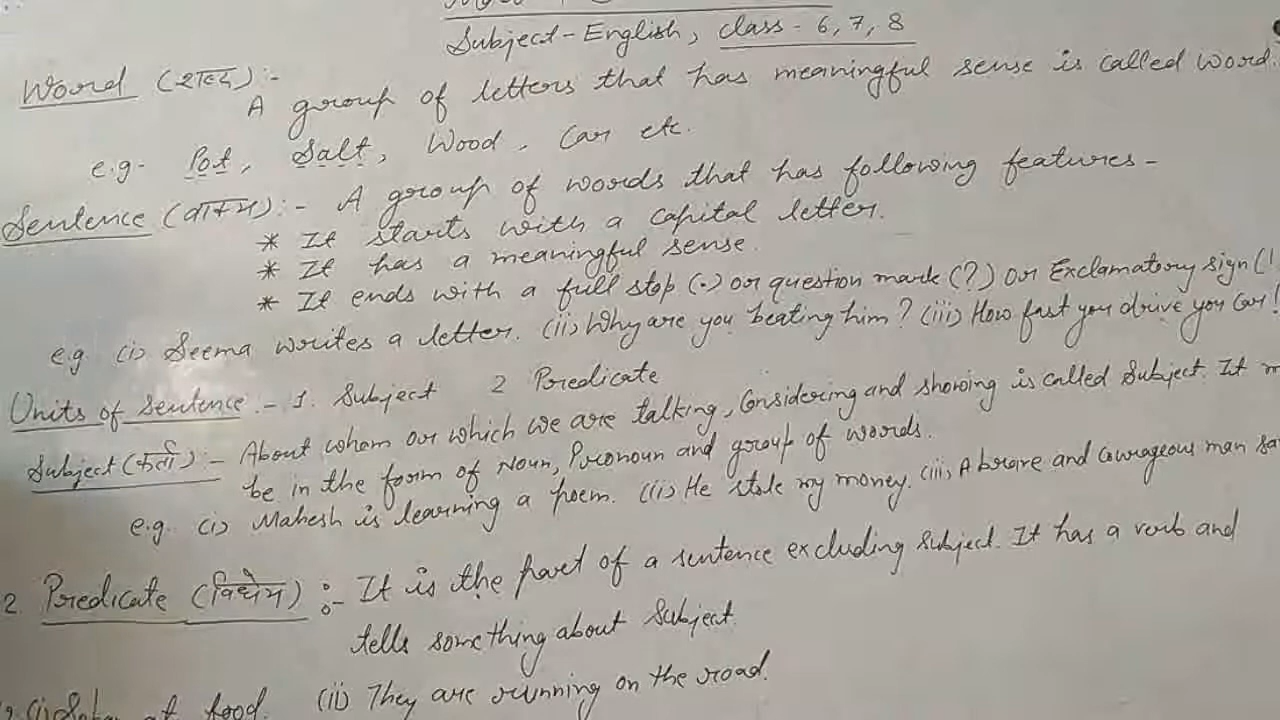 Subject - English, class - 6, 7, 8
Word (शब्द) :-
A group of letters that has meaningful sense is called word.
e.g - Pot, Salt, Wood, Car etc.
Sentence (वाक्य) :- A group of words that has following features -
* It starts with a capital letter.
* It has a meaningful sense.
* It ends with a full stop (.) or question mark (?) or Exclamatory sign (!
e.g (i) Seema writes a letter. (ii) Why are you beating him? (iii) How fast you drive you car!
Units of sentence :- 1. Subject 2 Predicate
Subject (कर्ता) :- About whom or which we are talking, Considering and showing is called Subject. It
be in the form of Noun, Pronoun and group of words.
e.g. (i) Mahesh is learning a poem. (ii) He stole my money. (iii) A brave and Courageous man
2. Predicate (विधेय) :- It is the part of a sentence excluding Subject. It has a verb and
tells something about Subject.
(i) food. (ii) They are running on the road.